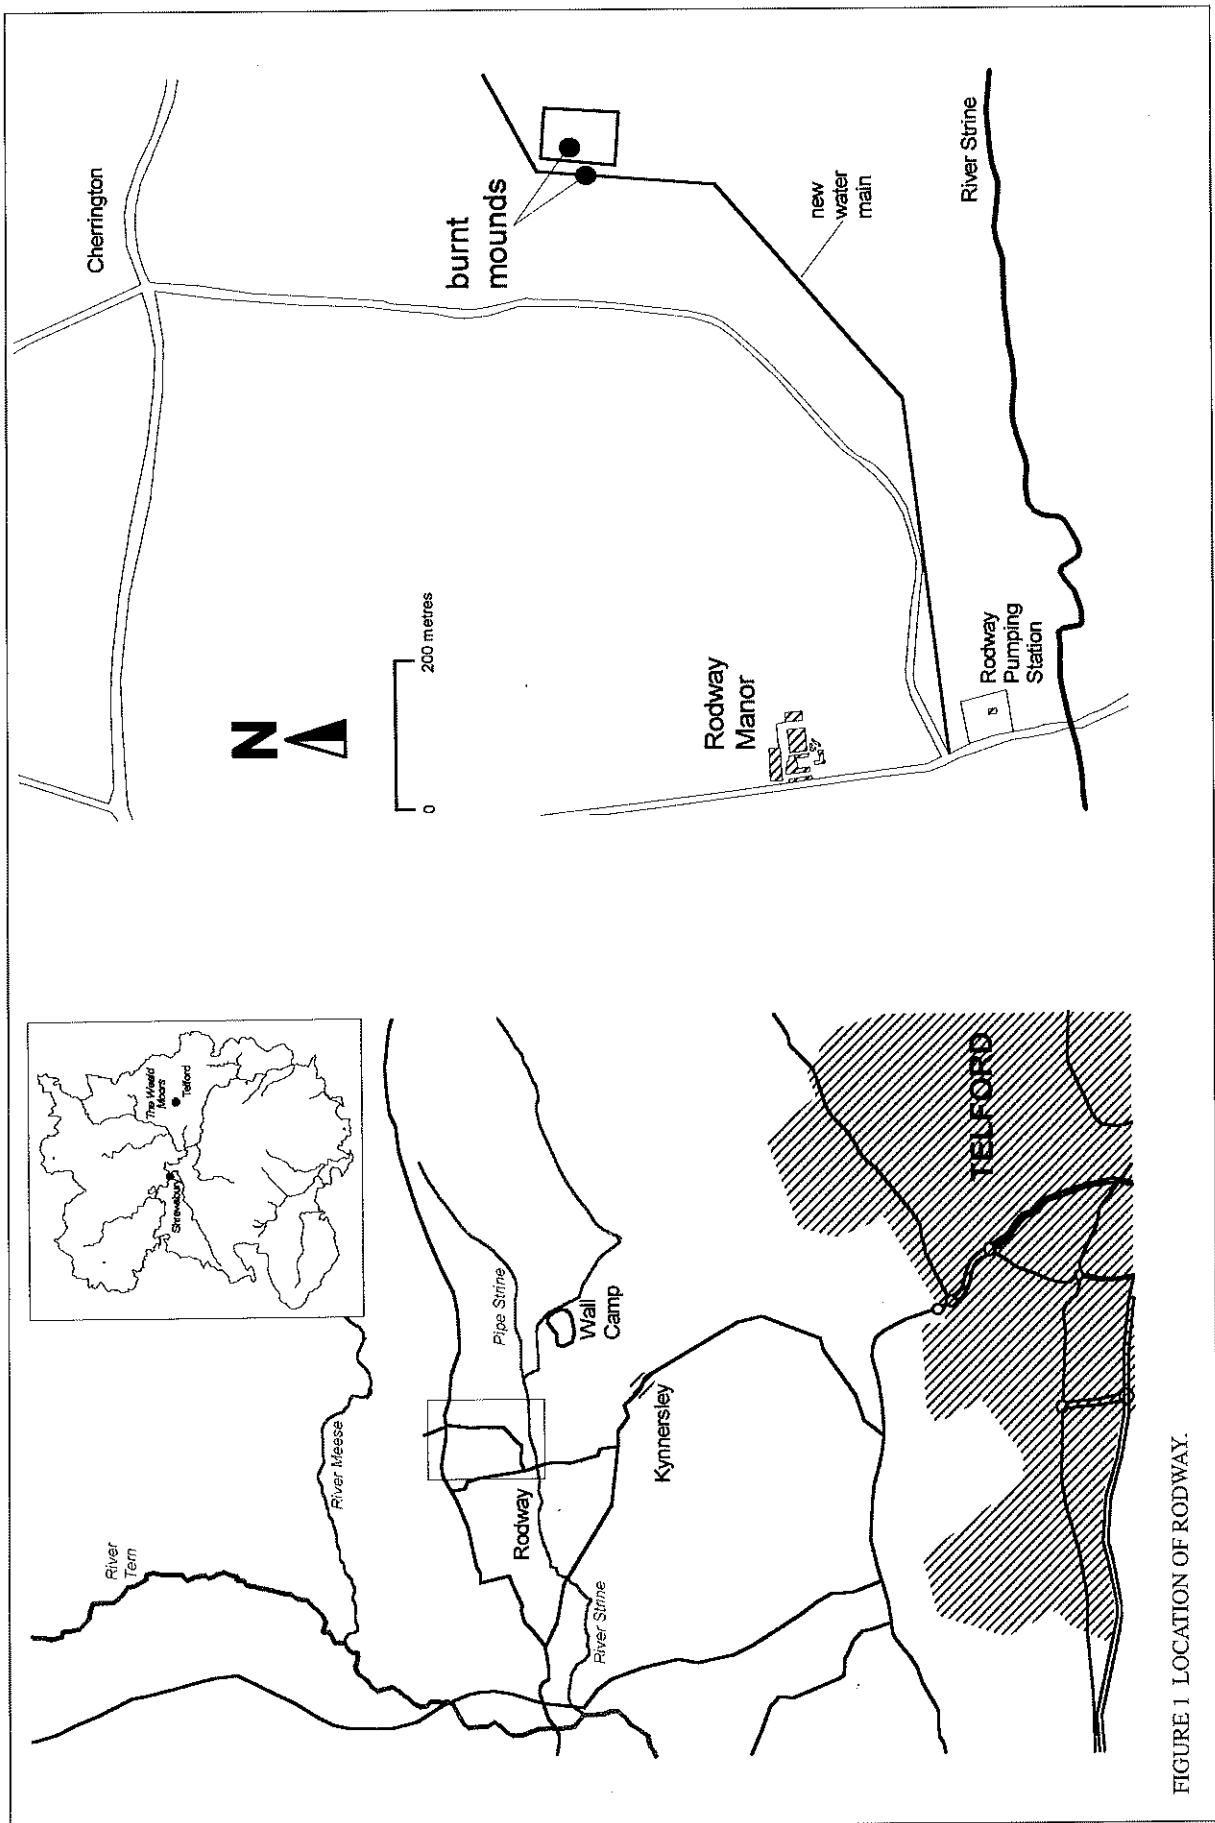 The Weald
Moors
Telford
Shrewsbury
River
Tern
River Meese
Pipe Strine
Rodway
Wall
Camp
Kynnersley
River Strine
TELFORD
Cherrington
N
0
200 metres
burnt
mounds
Rodway
Manor
new
water
main
Rodway
Pumping
Station
River Strine
FIGURE 1 LOCATION OF RODWAY.